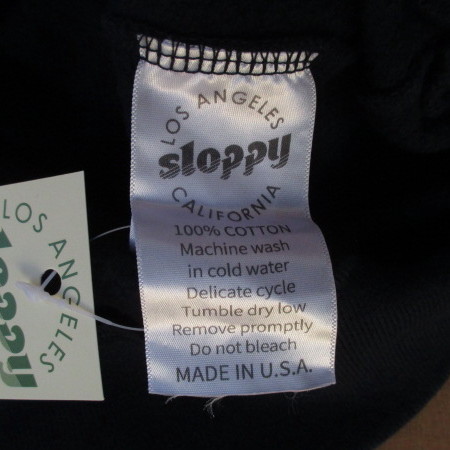 LOS ANGELES
sloppy
CALIFORNIA
100% COTTON
Machine wash
in cold water
Delicate cycle
Tumble dry low
Remove promptly
Do not bleach
MADE IN U.S.A.
LOS ANGELES